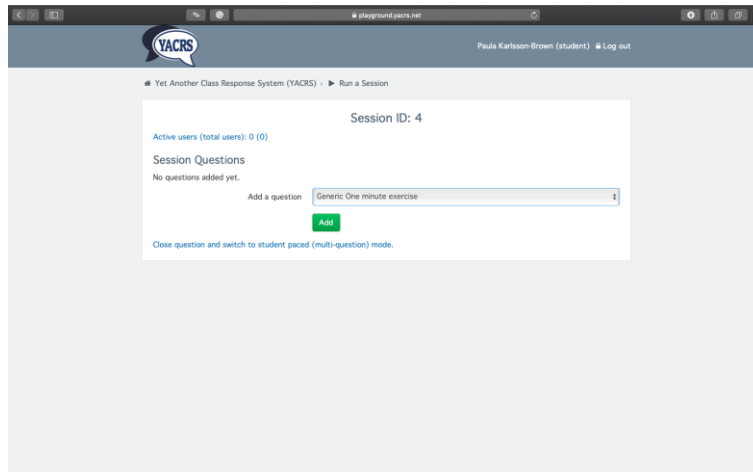 playground.yacrs.net
YACRS
Paula Karlsson-Brown (student) Log out
Yet Another Class Response System (YACRS) › Run a Session
Session ID: 4
Active users (total users): 0 (0)
Session Questions
No questions added yet.
Add a question Generic One minute exercise
Add
Close question and switch to student paced (multi-question) mode.